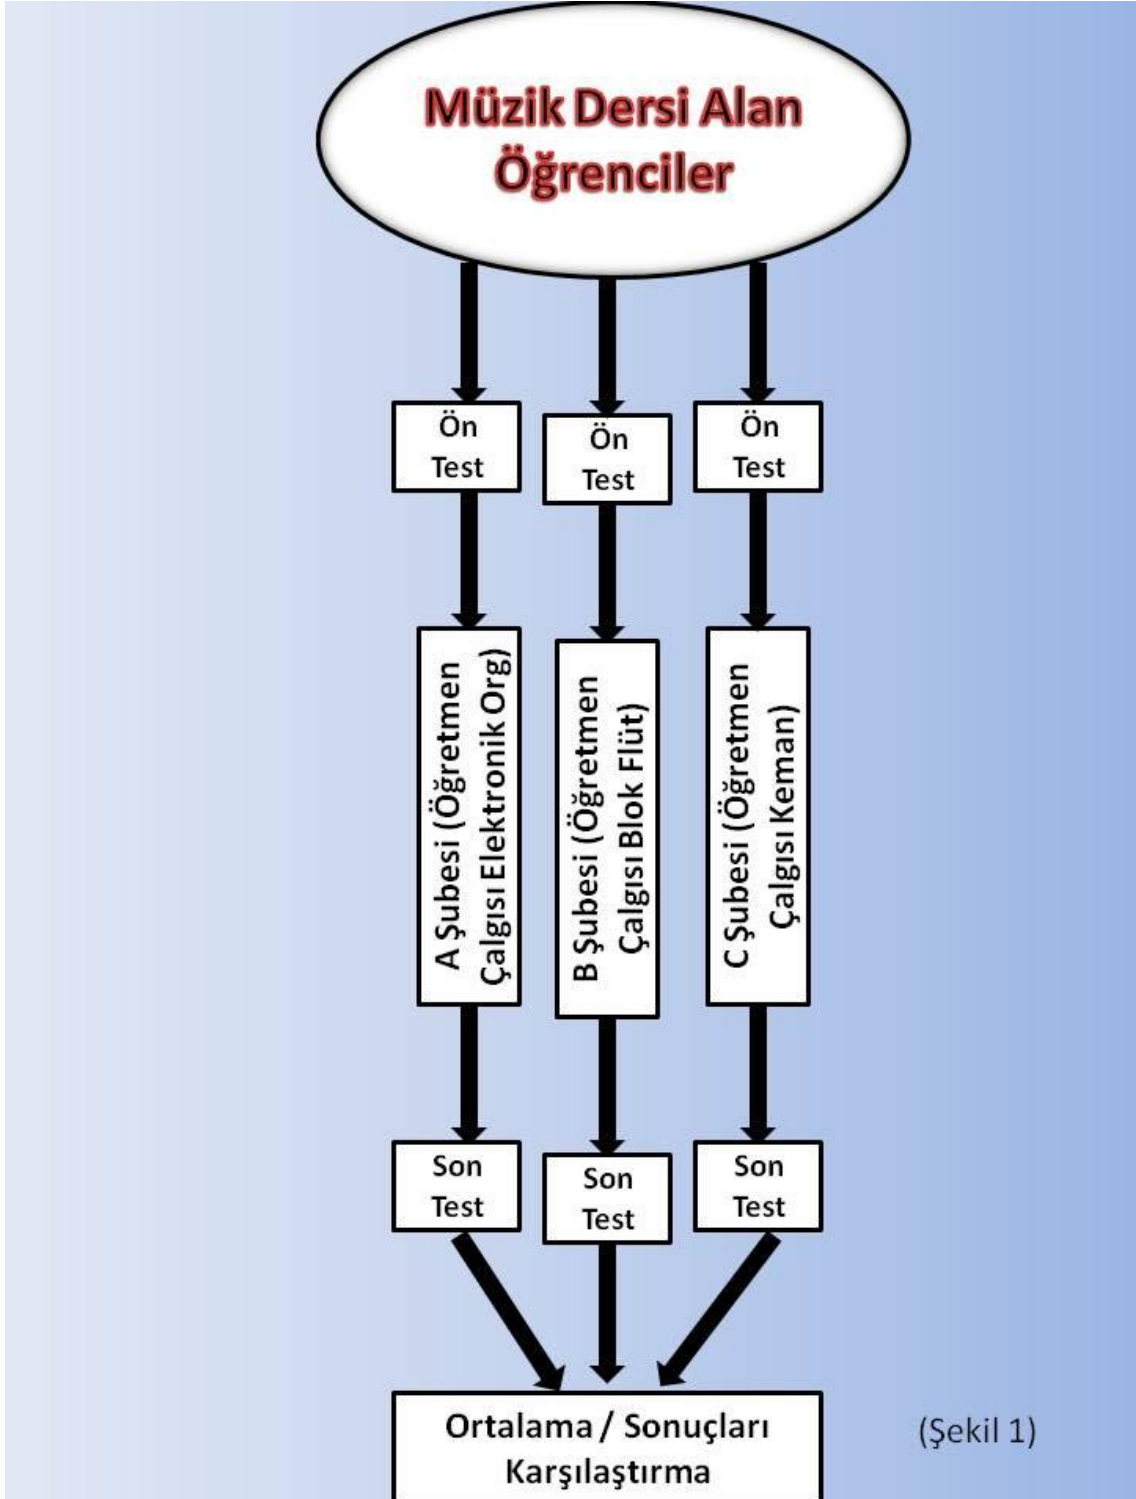 Müzik Dersi Alan
Öğrenciler
Ön
Test
Ön
Test
Ön
Test
A Şubesi (Öğretmen
Çalgısı Elektronik Org)
B Şubesi (Öğretmen
Çalgısı Blok Flüt)
C Şubesi (Öğretmen
Çalgısı Keman)
Son
Test
Son
Test
Son
Test
Ortalama / Sonuçları
Karşılaştırma
(Şekil 1)